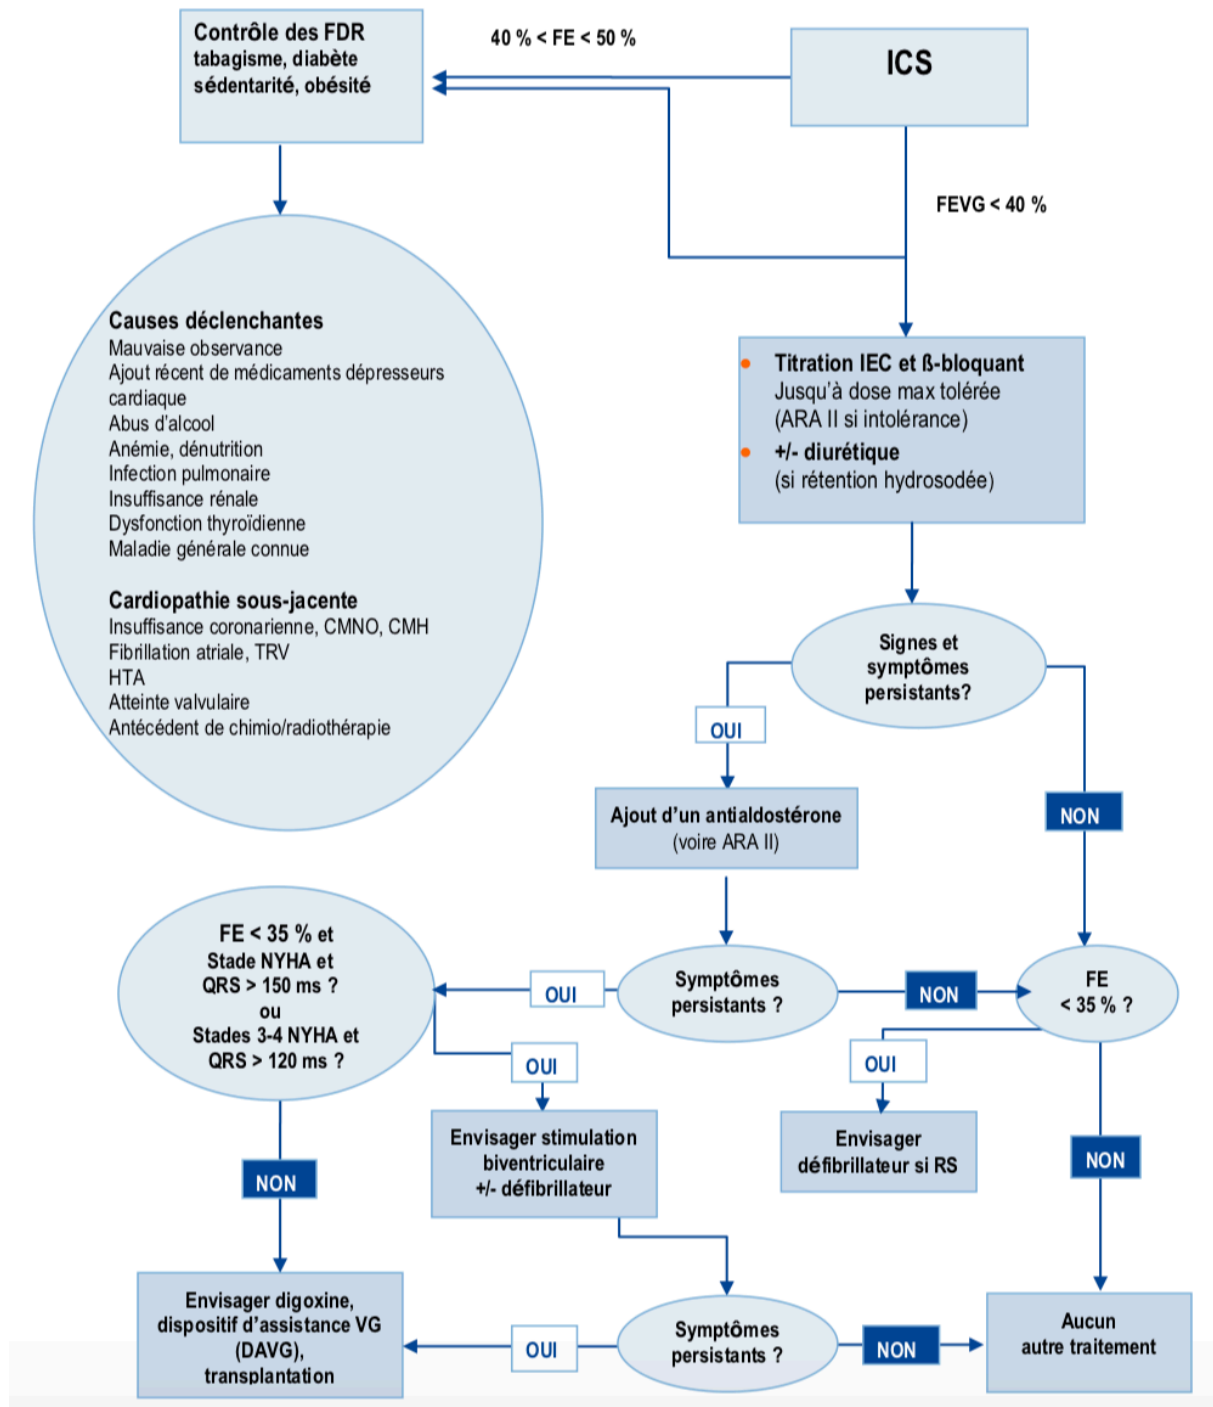 Contrôle des FDR
tabagisme, diabète
sédentarité, obésité
40 % < FE < 50 %
ICS
FEVG < 40 %
Causes déclenchantes
Mauvaise observance
Ajout récent de médicaments dépresseurs
cardiaque
Abus d'alcool
Anémie, dénutrition
Infection pulmonaire
Insuffisance rénale
Dysfonction thyroïdienne
Maladie générale connue
Cardiopathie sous-jacente
Insuffisance coronarienne, CMNO, CMH
Fibrillation atriale, TRV
HTA
Atteinte valvulaire
Antécédent de chimio/radiothérapie
• Titration IEC et ß-bloquant
Jusqu'à dose max tolérée
(ARA II si intolérance)
• +/- diurétique
(si rétention hydrosodée)
Signes et
symptômes
persistants?
OUI
NON
Ajout d'un antialdostérone
(voire ARA II)
FE < 35 % et
Stade NYHA et
QRS > 150 ms ?
ou
Stades 3-4 NYHA et
QRS > 120 ms ?
OUI
Symptômes
persistants ?
NON
FE
< 35 % ?
OUI
OUI
Envisager stimulation
biventriculaire
+/- défibrillateur
Envisager
défibrillateur si RS
NON
NON
Envisager digoxine,
dispositif d'assistance VG
(DAVG),
transplantation
OUI
Symptômes
persistants ?
NON
Aucun
autre traitement